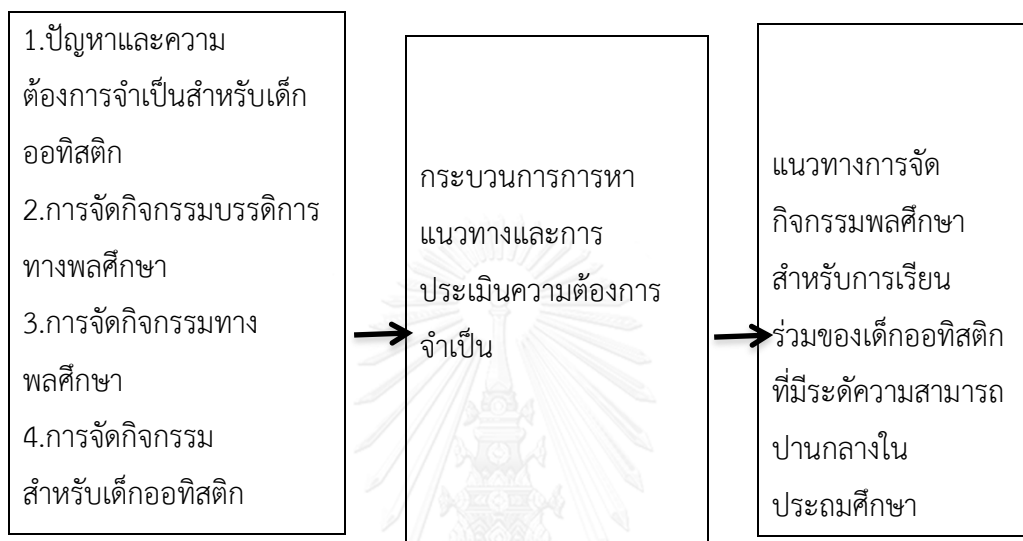 1.ปัญหาและความ
ต้องการจำเป็นสำหรับเด็ก
ออทิสติก
2.การจัดกิจกรรมบรรดิการ
ทางพลศึกษา
3.การจัดกิจกรรมทาง
พลศึกษา
4.การจัดกิจกรรม
สำหรับเด็กออทิสติก
กระบวนการการหา
แนวทางและการ
ประเมินความต้องการ
จำเป็น
แนวทางการจัด
กิจกรรมพลศึกษา
สำหรับการเรียน
ร่วมของเด็กออทิสติก
ที่มีระดัความสามารถ
ปานกลางใน
ประถมศึกษา